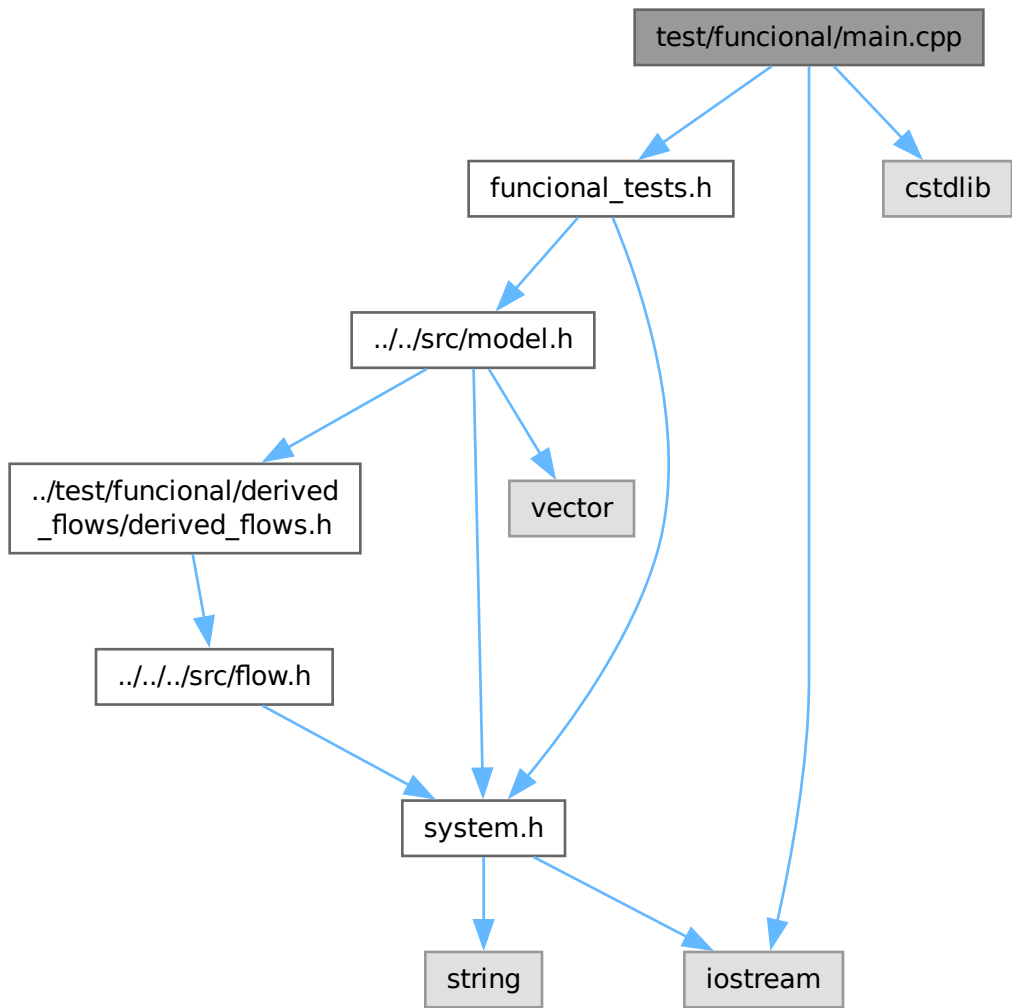 test/funcional/main.cpp
funcional_tests.h
cstdlib
../../src/model.h
../test/funcional/derived
_flows/derived_flows.h
vector
../../../src/flow.h
system.h
string
iostream